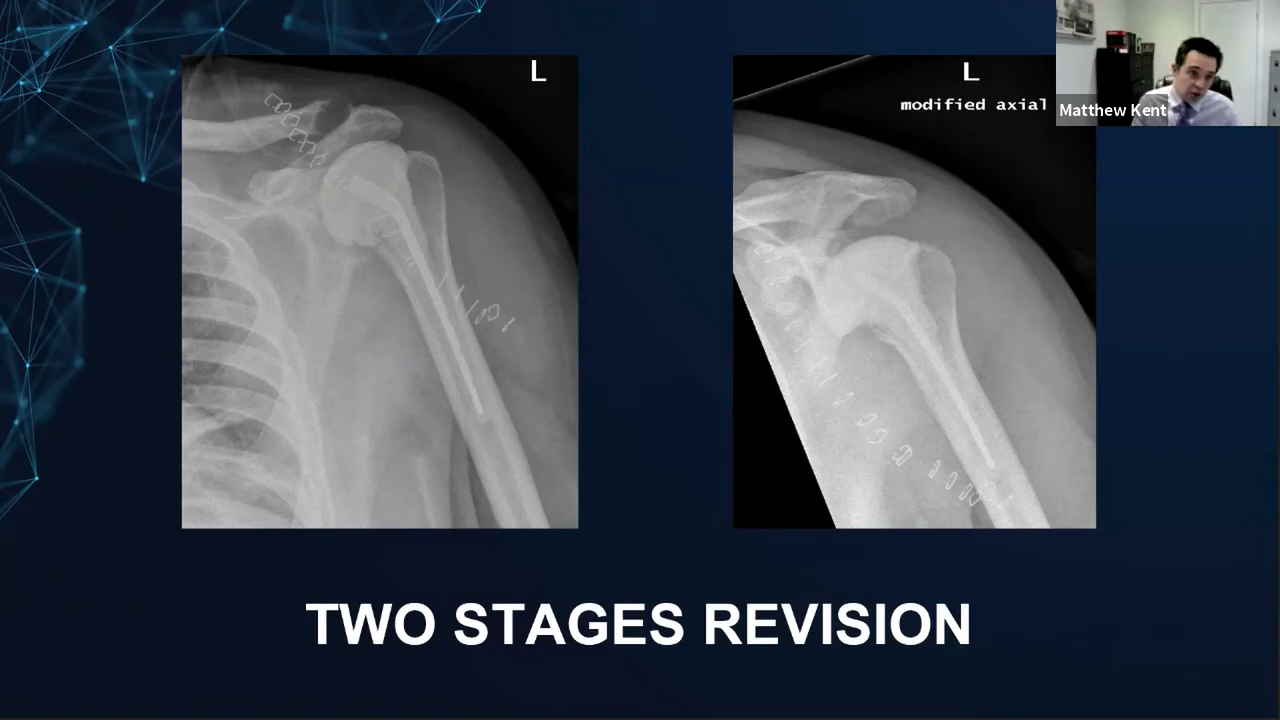 L
L
modified axial
Matthew Kent
TWO STAGES REVISION